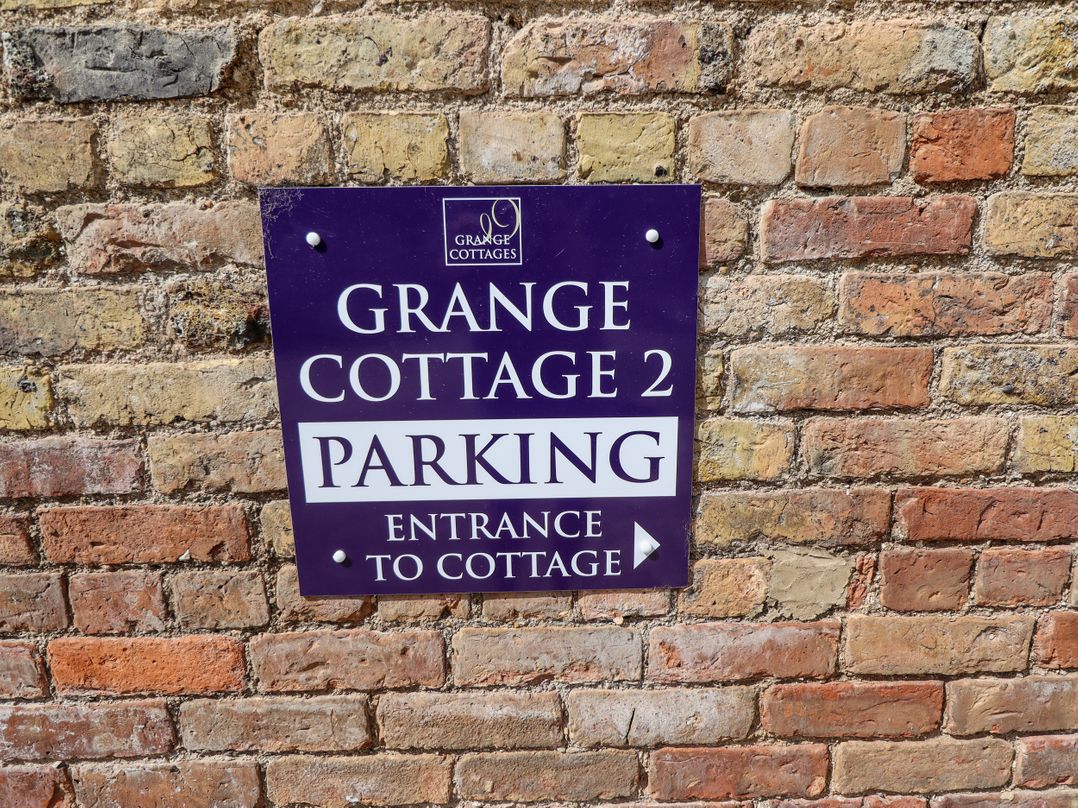 GRANGE
COTTAGES
GRANGE
COTTAGE 2
PARKING
ENTRANCE
TO COTTAGE